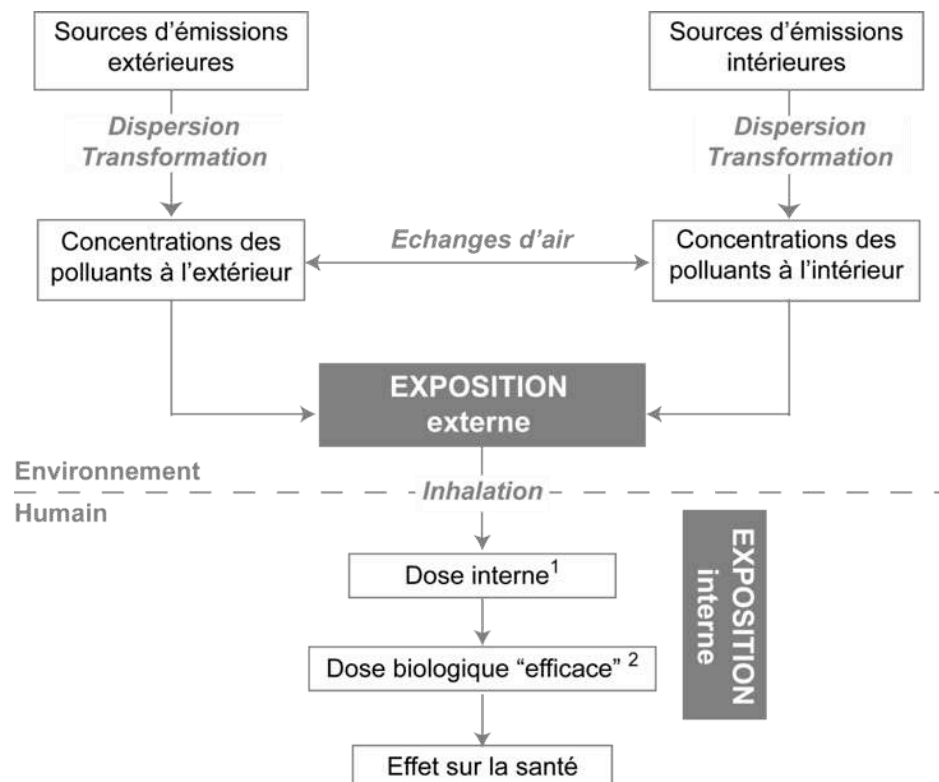 Sources d'émissions
extérieures
Sources d'émissions
intérieures
Dispersion
Transformation
Dispersion
Transformation
Concentrations des
polluants à l'extérieur
Echanges d'air
Concentrations des
polluants à l'intérieur
EXPOSITION
externe
Environnement
Inhalation
Humain
Dose interne¹
EXPOSITION
interne
Dose biologique “efficace” ²
Effet sur la santé